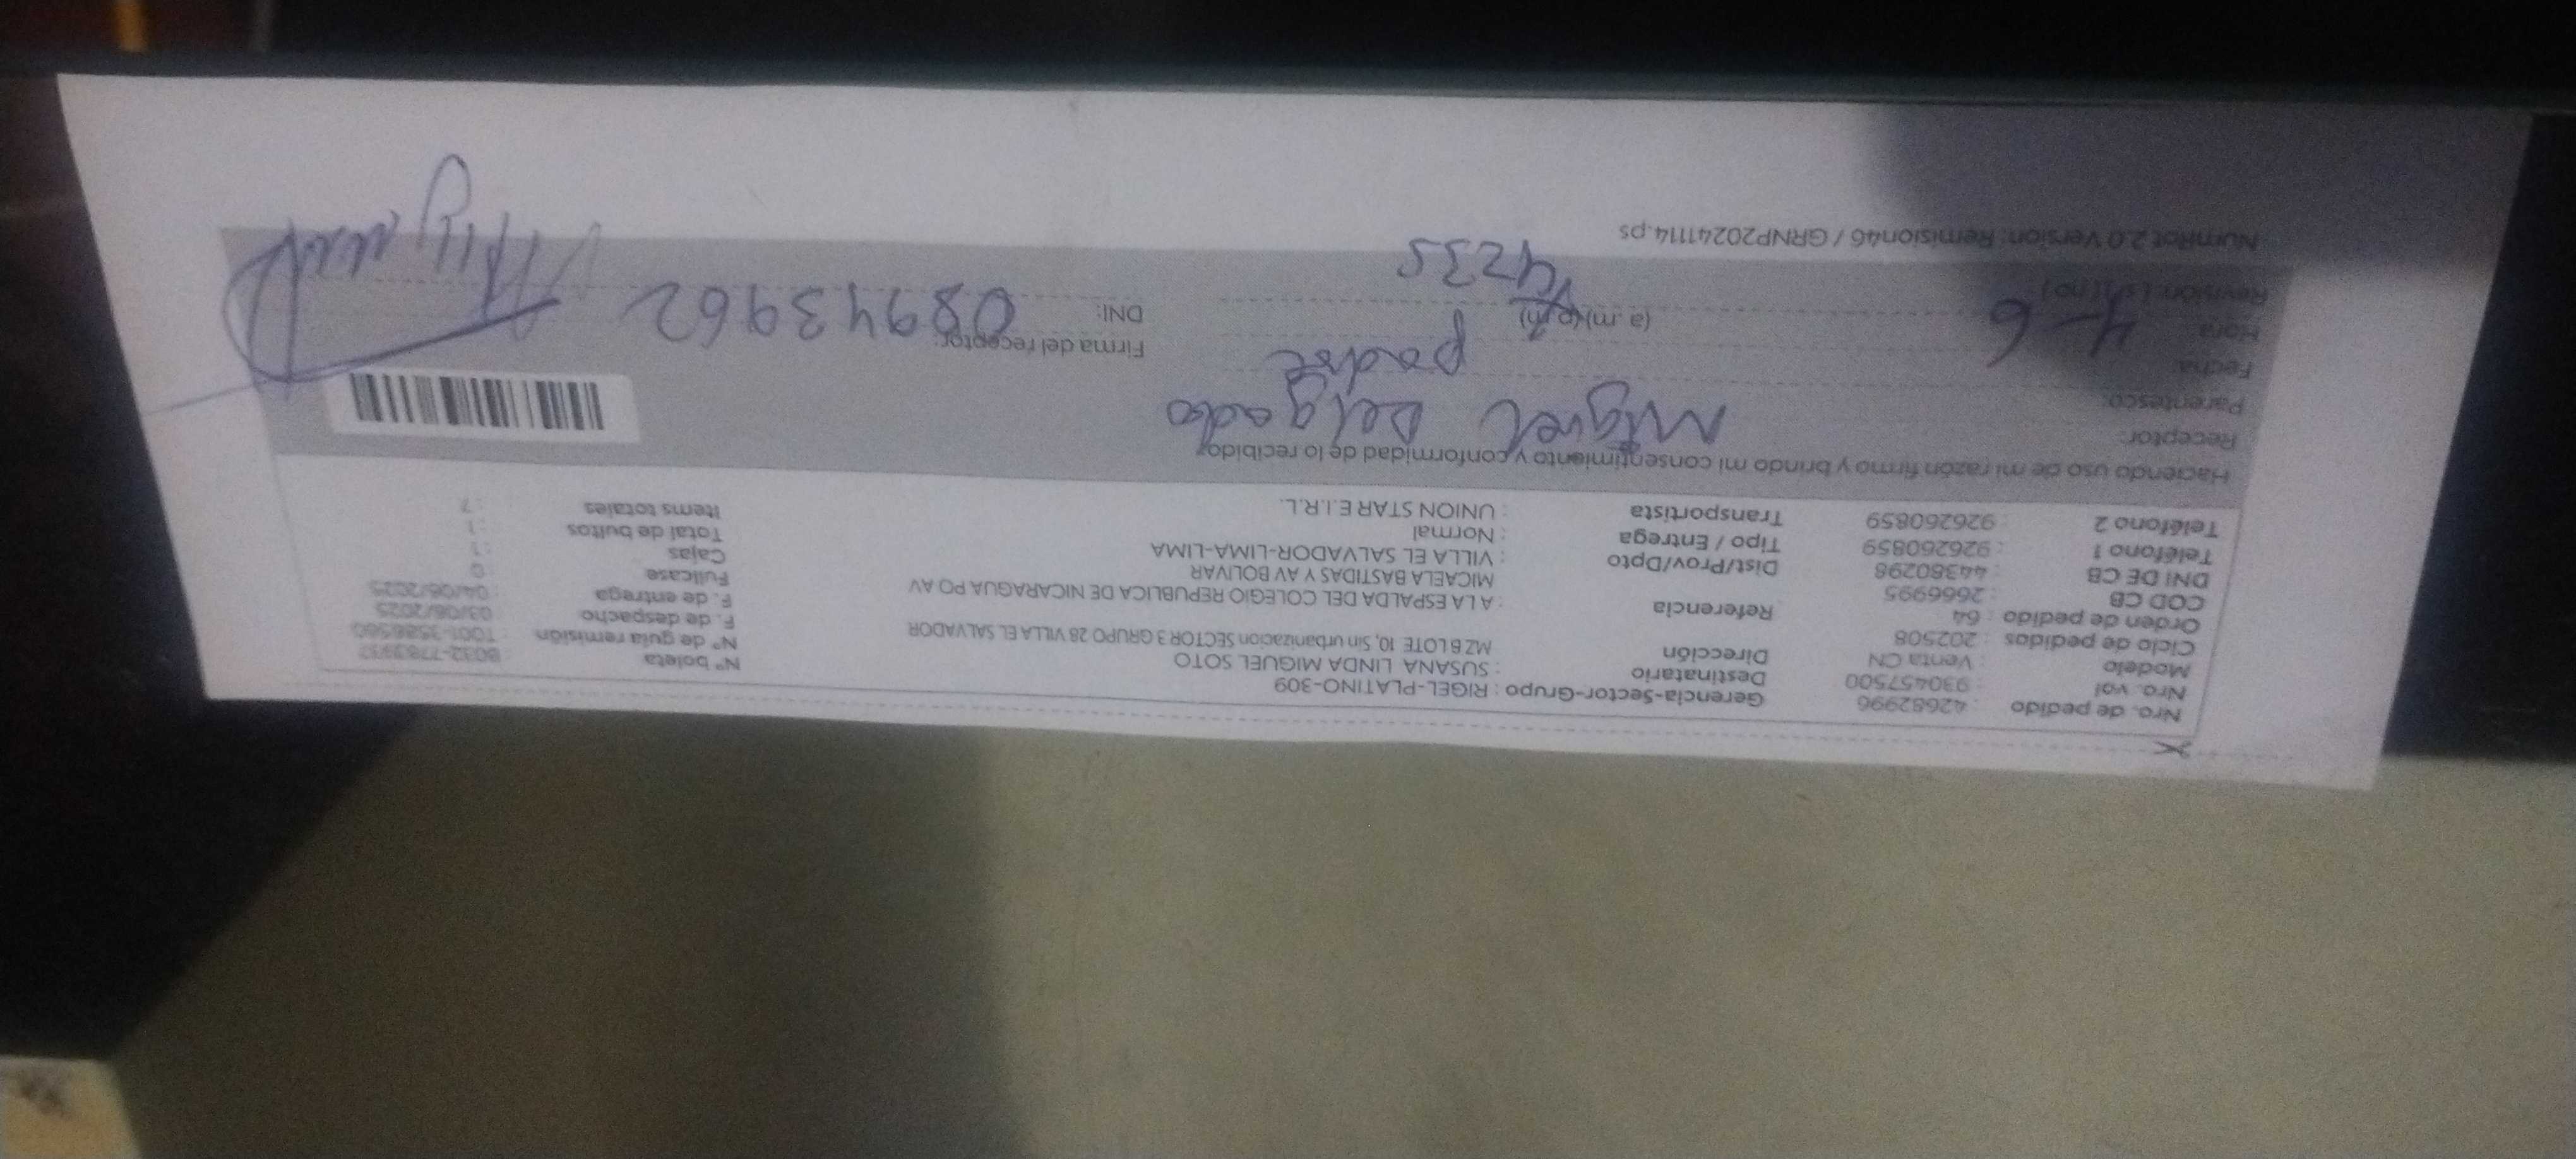 Nro. de pedido : 42682996 Gerencia-Sector-Grupo : RIGEL-PLATINO-309
Nro. vol : 930457500 Destinatario : SUSANA LINDA MIGUEL SOTO Nº boleta
Modelo : Venta CN Dirección MZ B LOTE 10, Sin urbanizacion SECTOR 3 GRUPO 28 VILLA EL SALVADOR Nº de guía remisión
Ciclo de pedidos : 202508 F. de despacho : 03/06/2025
Orden de pedido : 64 Referencia : A LA ESPALDA DEL COLEGIO REPUBLICA DE NICARAGUA PO AV F. de entrega : 04/06/2025
COD CB : 2666995 MICAELA BASTIDAS Y AV BOLIVAR Fullcase : 0
DNI DE CB : 44380298 Dist/Prov/Dpto : VILLA EL SALVADOR-LIMA-LIMA Cajas : 1
Teléfono 1 : 926260859 Tipo / Entrega : Normal Total de bultos : 1
Teléfono 2 : 926260859 Transportista : UNION STAR E.I.R.L. Items totales : 7
Haciendo uso de mi razón firmo y brindo mi consentimiento y conformidad de lo recibido:
Receptor: Miguel Delgado
Parentesco: padre
Fecha: 4-6
Hora: (a.m)(p.m) Firma del receptor:
Revisión: ( si ) ( no ) 4235 DNI: 08943962
NumRot 2.0 Version: Remision46 / GRNP20241114.ps